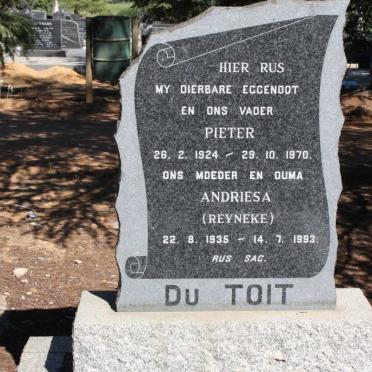 HIER RUS
MY DIERBARE EGGENOOT
EN ONS VADER
PIETER
26. 2. 1924 ~ 29. 10. 1970.
ONS MOEDER EN OUMA
ANDRIESA
(REYNEKE)
22. 8. 1935 - 14. 7. 1993.
RUS SAG.
DU TOIT